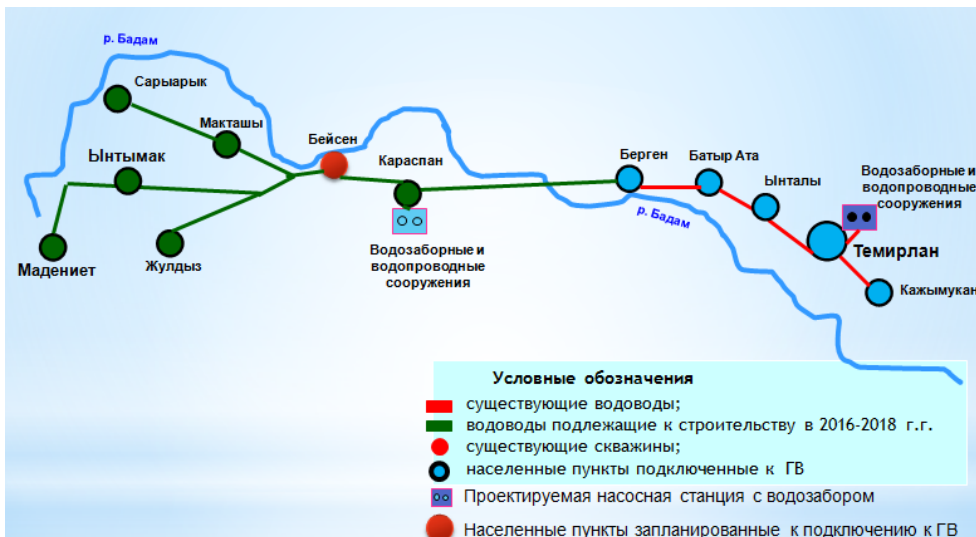 р. Бадам
Сарыарык
Макташы
Ынтымак
Бейсен
Караспан
Берген
Батыр Ата
Ынталы
Водозаборные и
водопроводные
сооружения
р. Бадам
Мадениет
Жулдыз
Водозаборные и
водопроводные
сооружения
Темирлан
Кажымукан
Условные обозначения
существующие водоводы;
водоводы подлежащие к строительству в 2016-2018 г.г.
существующие скважины;
населенные пункты подключенные к ГВ
Проектируемая насосная станция с водозабором
Населенные пункты запланированные к подключению к ГВ